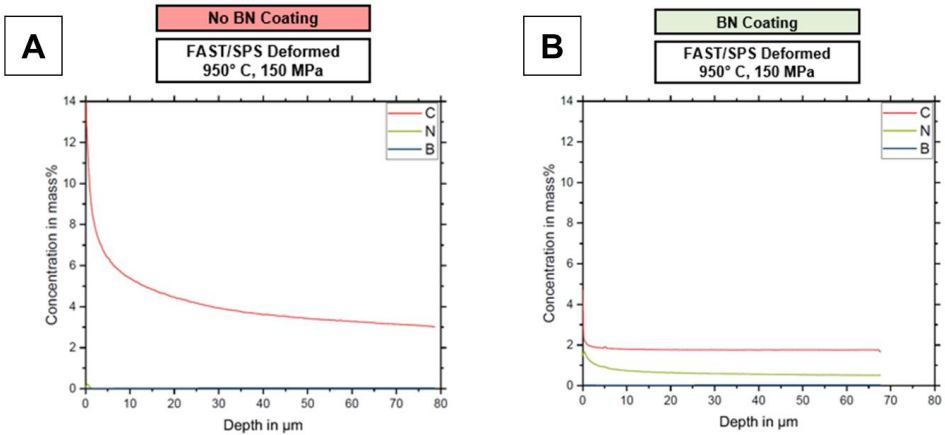 A
No BN Coating
FAST/SPS Deformed
950° C, 150 MPa
14
12
10
8
6
4
2
0
Concentration in mass%
C
N
B
0 10 20 30 40 50 60 70 80
Depth in µm
B
BN Coating
FAST/SPS Deformed
950° C, 150 MPa
14
12
10
8
6
4
2
0
Concentration in mass%
C
N
B
0 10 20 30 40 50 60 70 80
Depth in µm